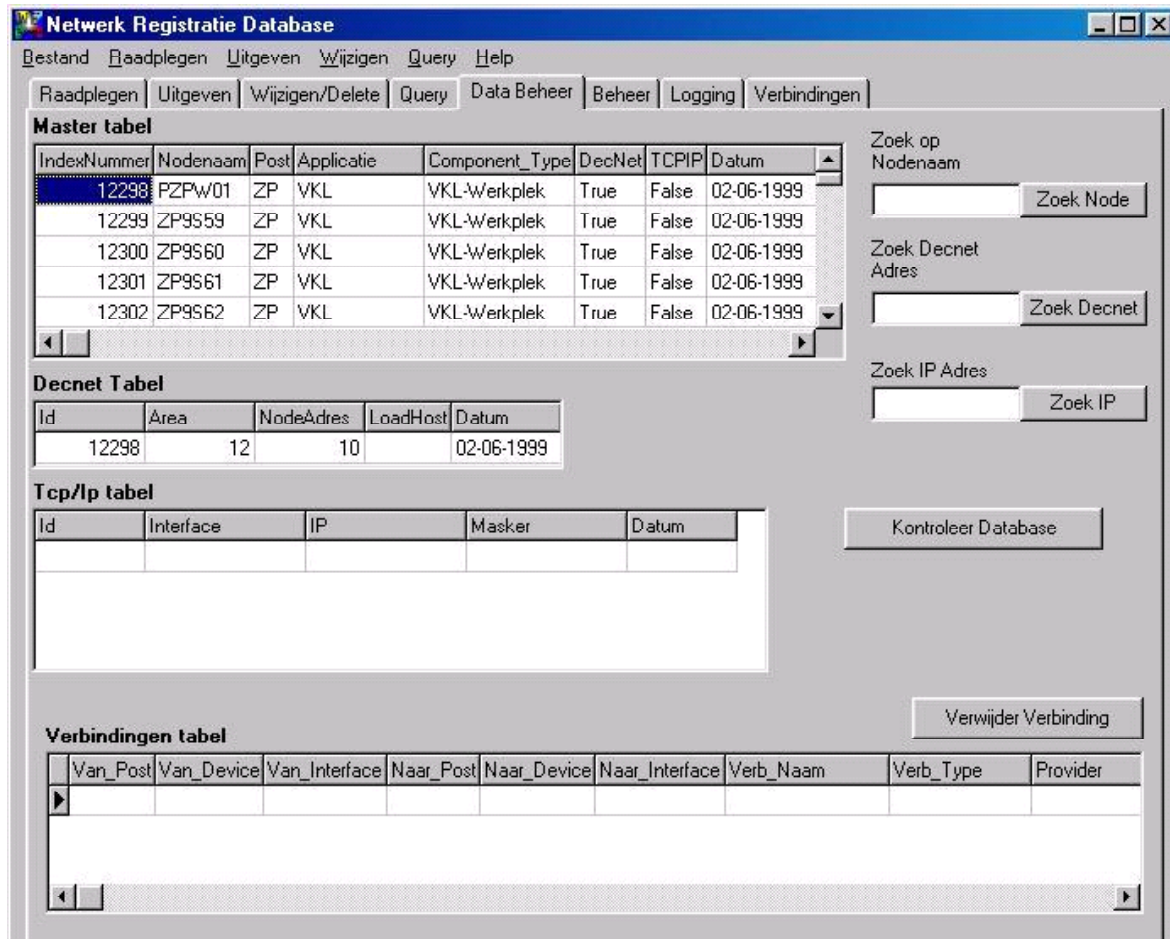 Netwerk Registratie Database
Bestand Raadplegen Uitgeven Wijzigen Query Help
Raadplegen Uitgeven Wijzigen/Delete Query Data Beheer Beheer Logging Verbindingen
Master tabel
IndexNummer Nodenaam Post Applicatie Component_Type DecNet TCPIP Datum
12298 PZPW01 ZP VKL VKL-Werkplek True False 02-06-1999
12299 ZP9S59 ZP VKL VKL-Werkplek True False 02-06-1999
12300 ZP9S60 ZP VKL VKL-Werkplek True False 02-06-1999
12301 ZP9S61 ZP VKL VKL-Werkplek True False 02-06-1999
12302 ZP9S62 ZP VKL VKL-Werkplek True False 02-06-1999
Zoek op
Nodenaam
Zoek Node
Zoek Decnet
Adres
Zoek Decnet
Zoek IP Adres
Zoek IP
Decnet Tabel
Id Area NodeAdres LoadHost Datum
12298 12 10 02-06-1999
Tcp/Ip tabel
Id Interface IP Masker Datum
Kontroleer Database
Verwijder Verbinding
Verbindingen tabel
Van_Post Van_Device Van_Interface Naar_Post Naar_Device Naar_Interface Verb_Naam Verb_Type Provider